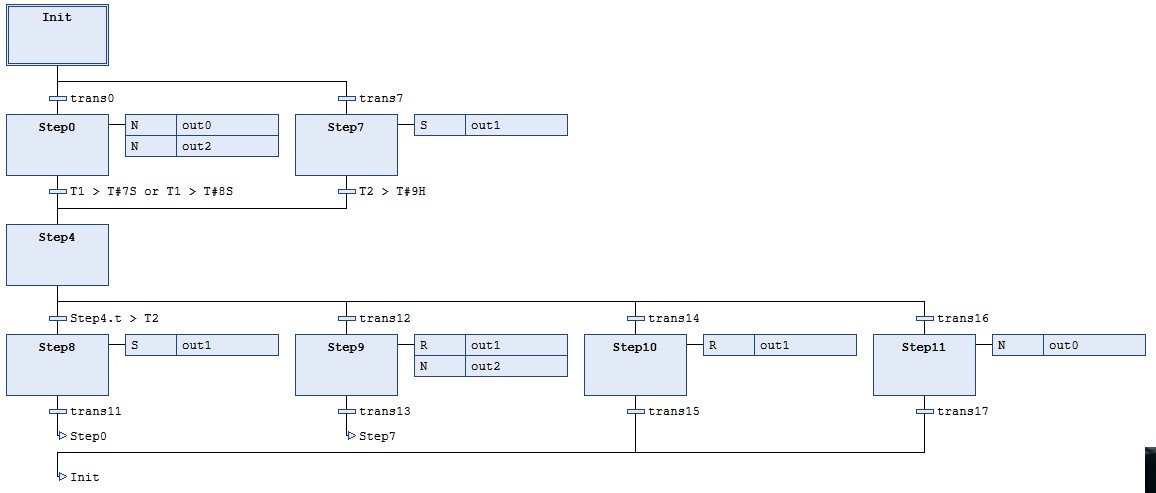 Init
trans0 trans7
Step0 N out0 Step7 S out1
N out2
T1 > T#7S or T1 > T#8S T2 > T#9H
Step4
Step4.t > T2 trans12 trans14 trans16
Step8 S out1 Step9 R out1 Step10 R out1 Step11 N out0
N out2
trans11 trans13 trans15 trans17
Step0 Step7
Init